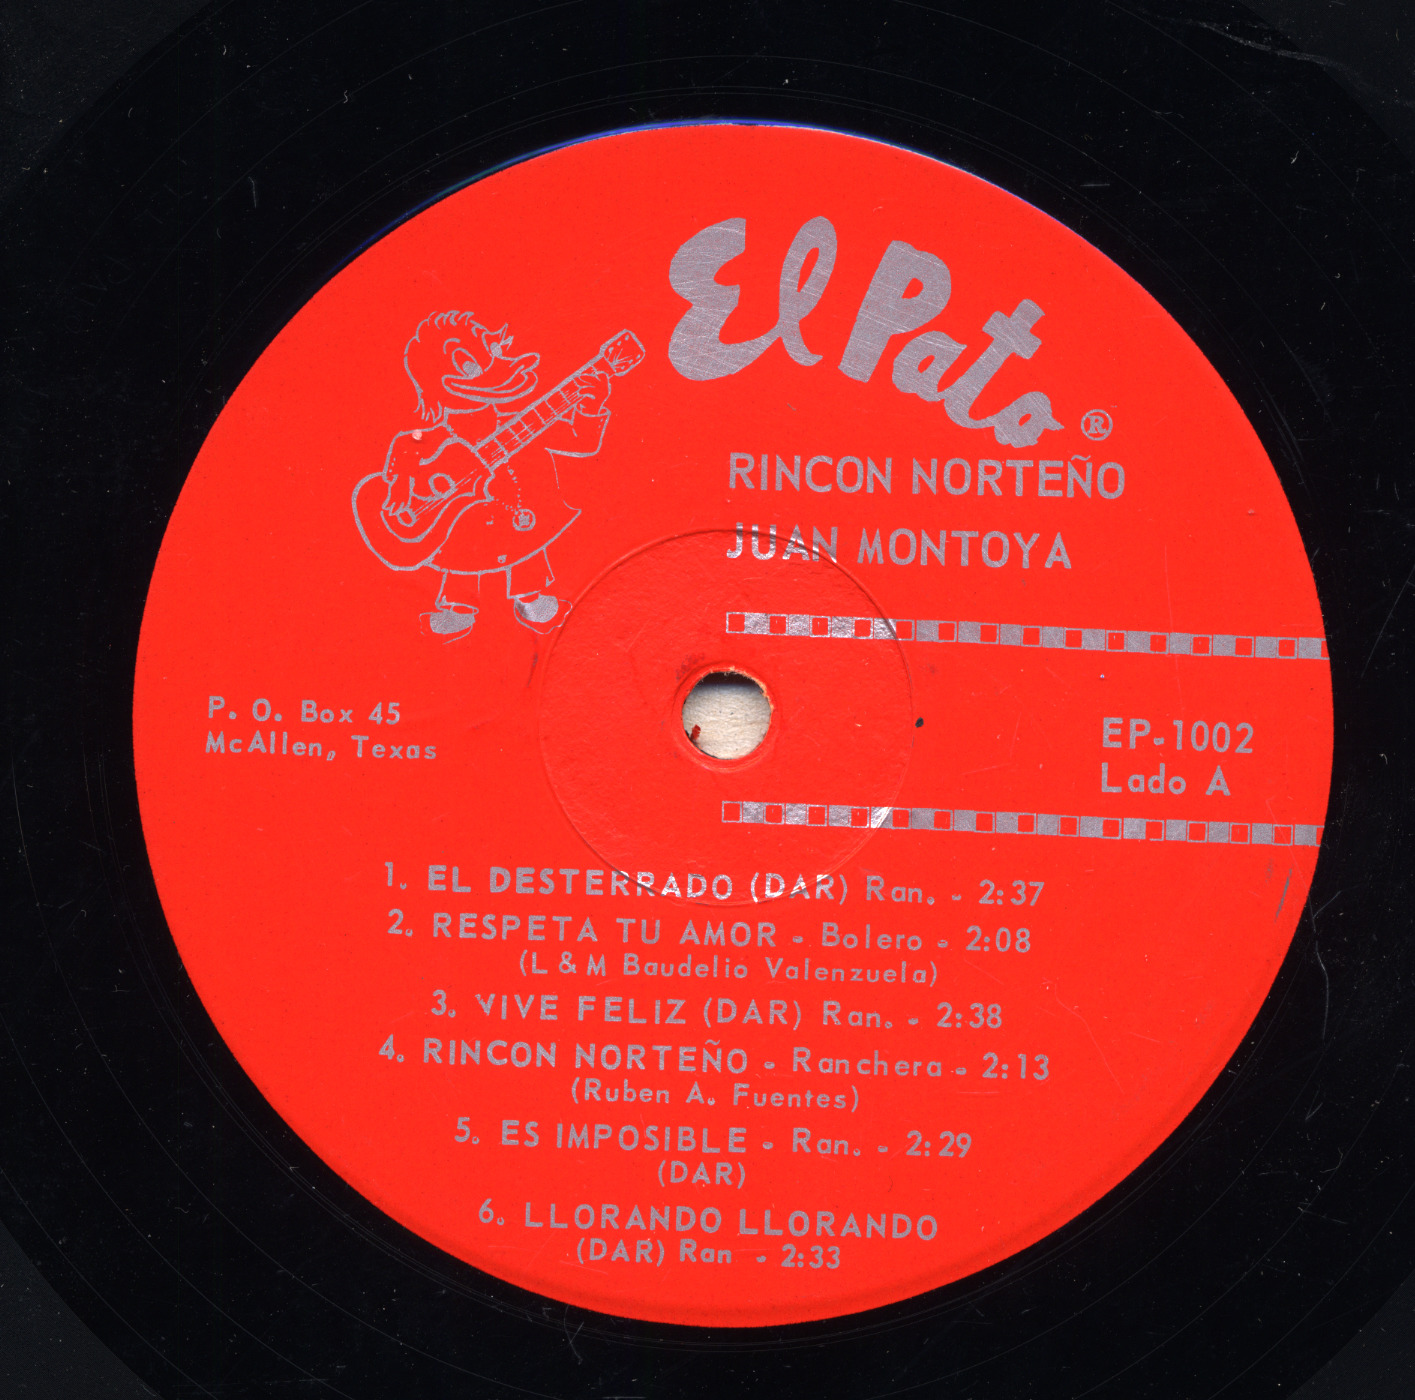 El Pato ®
RINCON NORTEÑO
JUAN MONTOYA
P. O. Box 45
McAllen, Texas
EP-1002
Lado A
1. EL DESTERRADO (DAR) Ran. - 2:37
2. RESPETA TU AMOR - Bolero - 2:08
(L & M Baudelio Valenzuela)
3. VIVE FELIZ (DAR) Ran. - 2:38
4. RINCON NORTEÑO - Ranchera - 2:13
(Ruben A. Fuentes)
5. ES IMPOSIBLE - Ran. - 2:29
(DAR)
6. LLORANDO LLORANDO
(DAR) Ran - 2:33